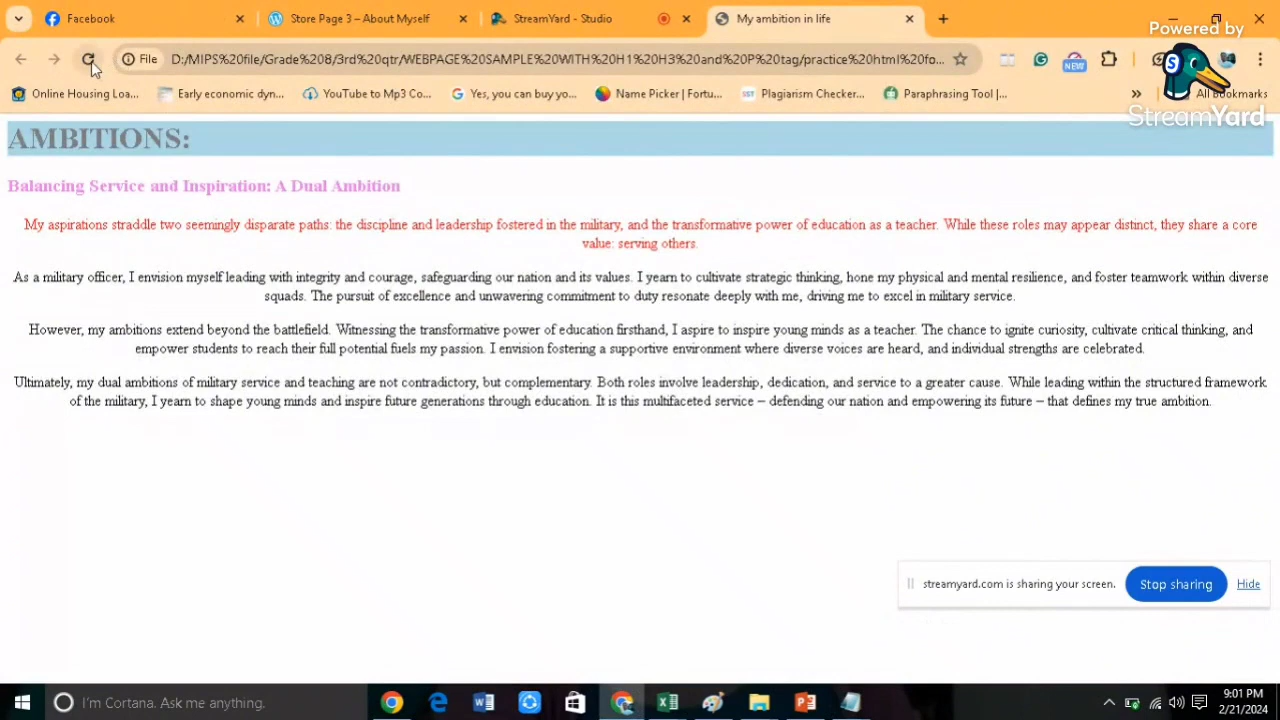 Facebook
Store Page 3 – About Myself
StreamYard - Studio
My ambition in life
Powered by
StreamYard
File
D:/MIPS%20file/Grade%208/3rd%20qtr/WEBPAGE%20SAMPLE%20WITH%20H1%20H3%20and%20P%20tag/practice%20html%20fo...
NEW
Online Housing Loa...
Early economic dyn...
YouTube to Mp3 Co...
Yes, you can buy yo...
Name Picker | Fortu...
Plagiarism Checker...
Paraphrasing Tool |...
All Bookmarks
AMBITIONS:
Balancing Service and Inspiration: A Dual Ambition
My aspirations straddle two seemingly disparate paths: the discipline and leadership fostered in the military, and the transformative power of education as a teacher. While these roles may appear distinct, they share a core
value: serving others.
As a military officer, I envision myself leading with integrity and courage, safeguarding our nation and its values. I yearn to cultivate strategic thinking, hone my physical and mental resilience, and foster teamwork within diverse
squads. The pursuit of excellence and unwavering commitment to duty resonate deeply with me, driving me to excel in military service.
However, my ambitions extend beyond the battlefield. Witnessing the transformative power of education firsthand, I aspire to inspire young minds as a teacher. The chance to ignite curiosity, cultivate critical thinking, and
empower students to reach their full potential fuels my passion. I envision fostering a supportive environment where diverse voices are heard, and individual strengths are celebrated.
Ultimately, my dual ambitions of military service and teaching are not contradictory, but complementary. Both roles involve leadership, dedication, and service to a greater cause. While leading within the structured framework
of the military, I yearn to shape young minds and inspire future generations through education. It is this multifaceted service – defending our nation and empowering its future – that defines my true ambition.
streamyard.com is sharing your screen.
Stop sharing
Hide
I'm Cortana. Ask me anything.
9:01 PM
2/21/2024